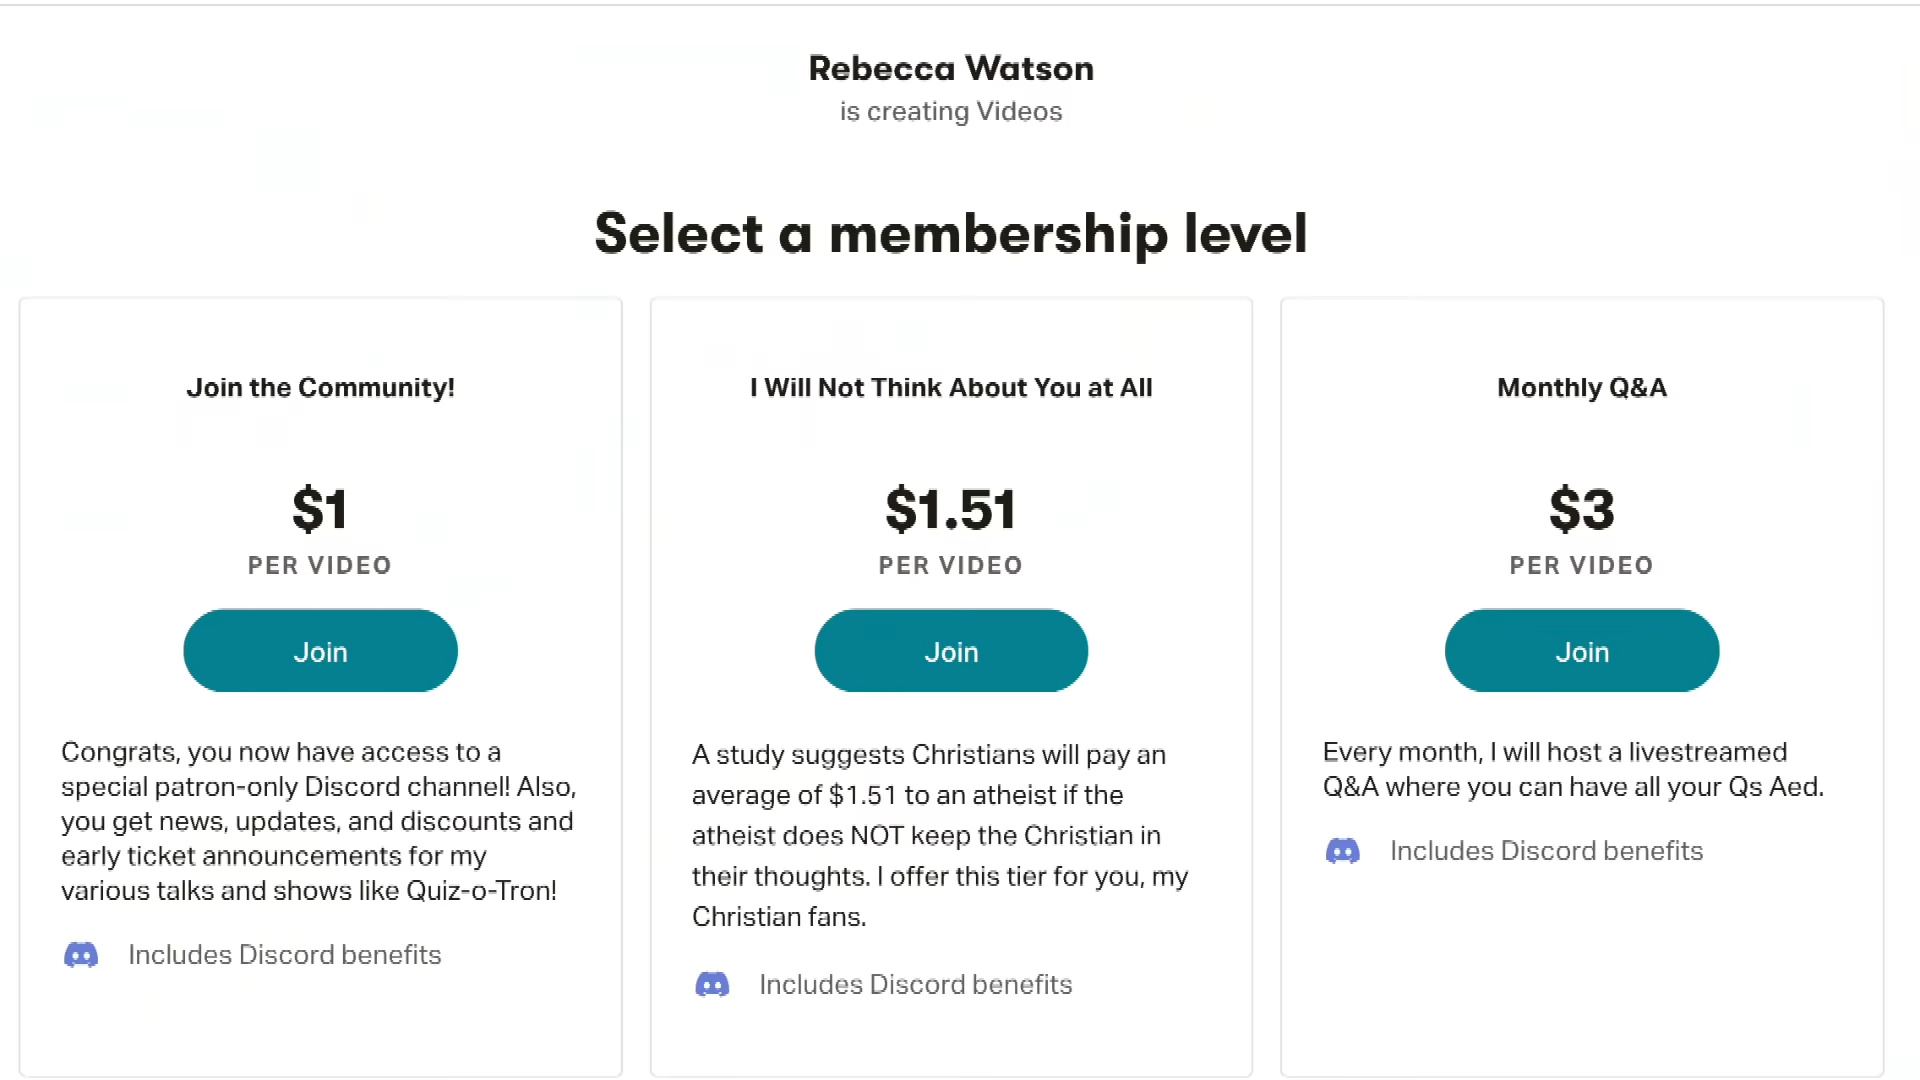 Rebecca Watson
is creating Videos
Select a membership level
Join the Community!
$1
PER VIDEO
Join
Congrats, you now have access to a
special patron-only Discord channel! Also,
you get news, updates, and discounts and
early ticket announcements for my
various talks and shows like Quiz-o-Tron!
Includes Discord benefits
I Will Not Think About You at All
$1.51
PER VIDEO
Join
A study suggests Christians will pay an
average of $1.51 to an atheist if the
atheist does NOT keep the Christian in
their thoughts. I offer this tier for you, my
Christian fans.
Includes Discord benefits
Monthly Q&A
$3
PER VIDEO
Join
Every month, I will host a livestreamed
Q&A where you can have all your Qs Aed.
Includes Discord benefits